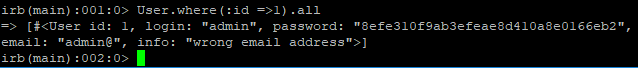 irb(main):001:0> User.where(:id =>1).all
=> [#<User id: 1, login: "admin", password: "8efe310f9ab3efeae8d410a8e0166eb2",
email: "admin@", info: "wrong email address">]
irb(main):002:0>